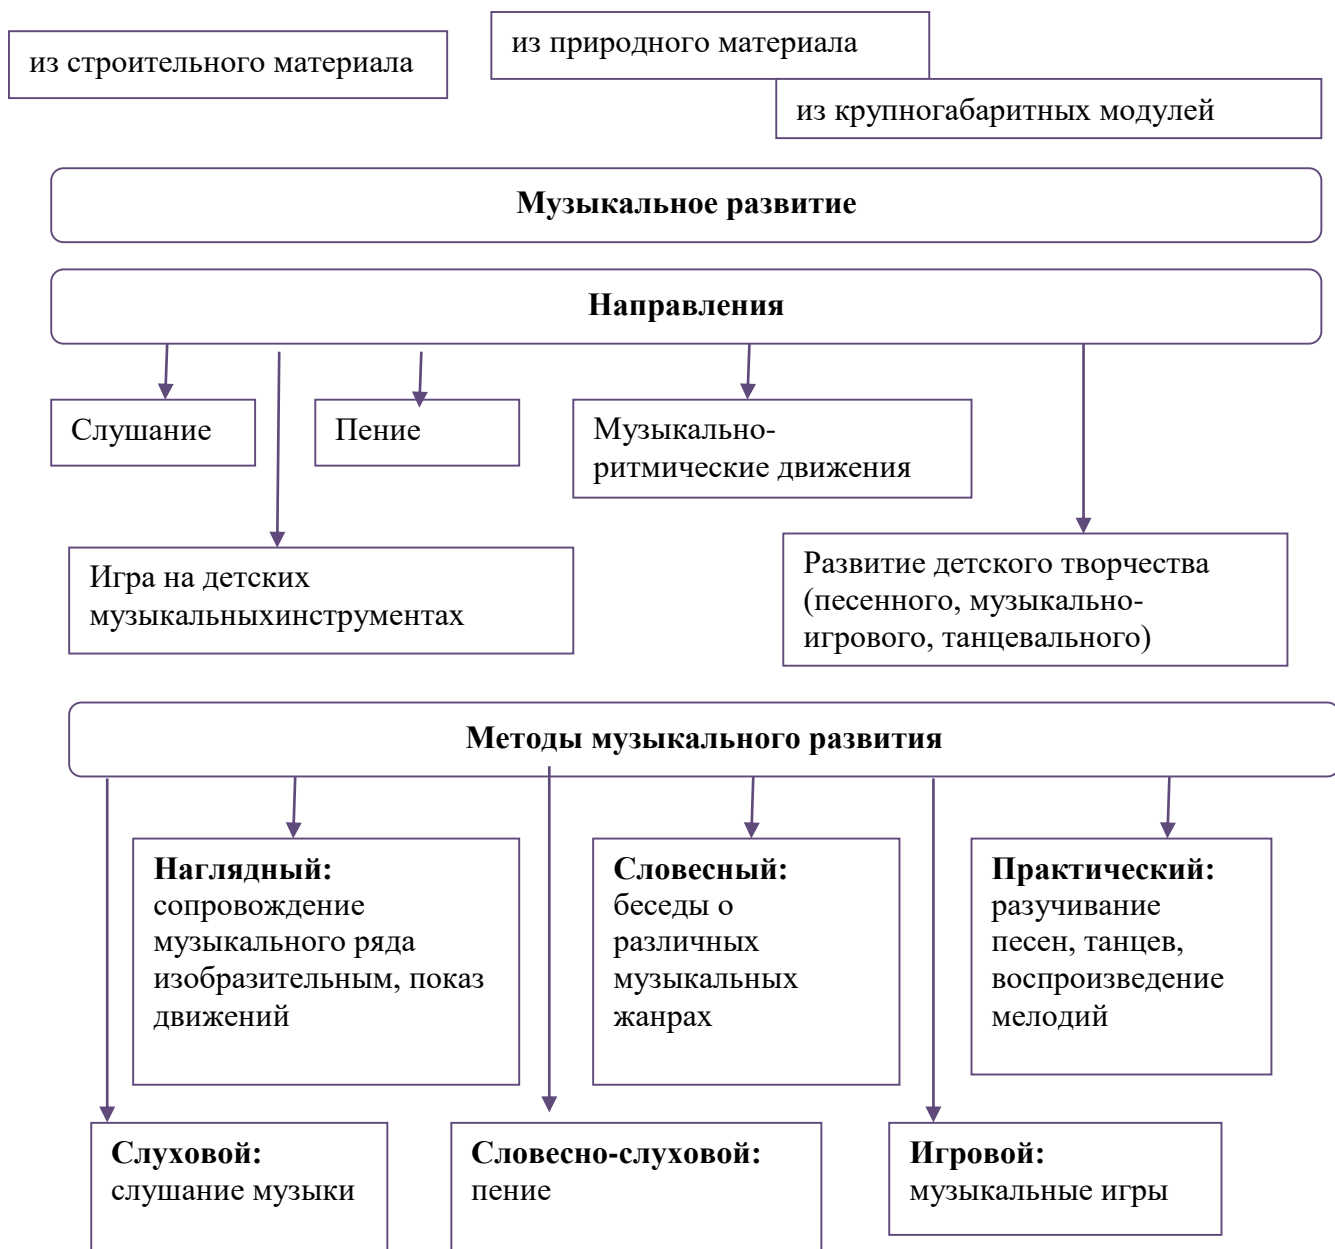 из строительного материала
из природного материала
из крупногабаритных модулей
Музыкальное развитие
Направления
Слушание
Пение
Музыкально-
ритмические движения
Игра на детских
музыкальныхинструментах
Развитие детского творчества
(песенного, музыкально-
игрового, танцевального)
Методы музыкального развития
Наглядный:
сопровождение
музыкального ряда
изобразительным, показ
движений
Словесный:
беседы о
различных
музыкальных
жанрах
Практический:
разучивание
песен, танцев,
воспроизведение
мелодий
Слуховой:
слушание музыки
Словесно-слуховой:
пение
Игровой:
музыкальные игры